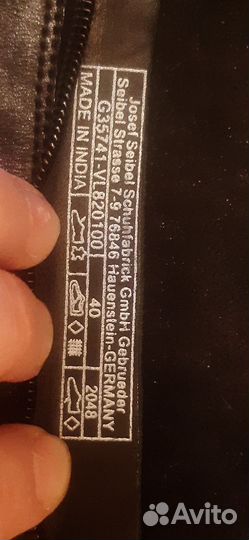 Josef Seibel Schuhfabrick GmbH Gebrueder
Seibel Strasse 7-9 76846 Hauenstein-GERMANY
G35741-VL820100 40 2048
MADE IN INDIA
Avito